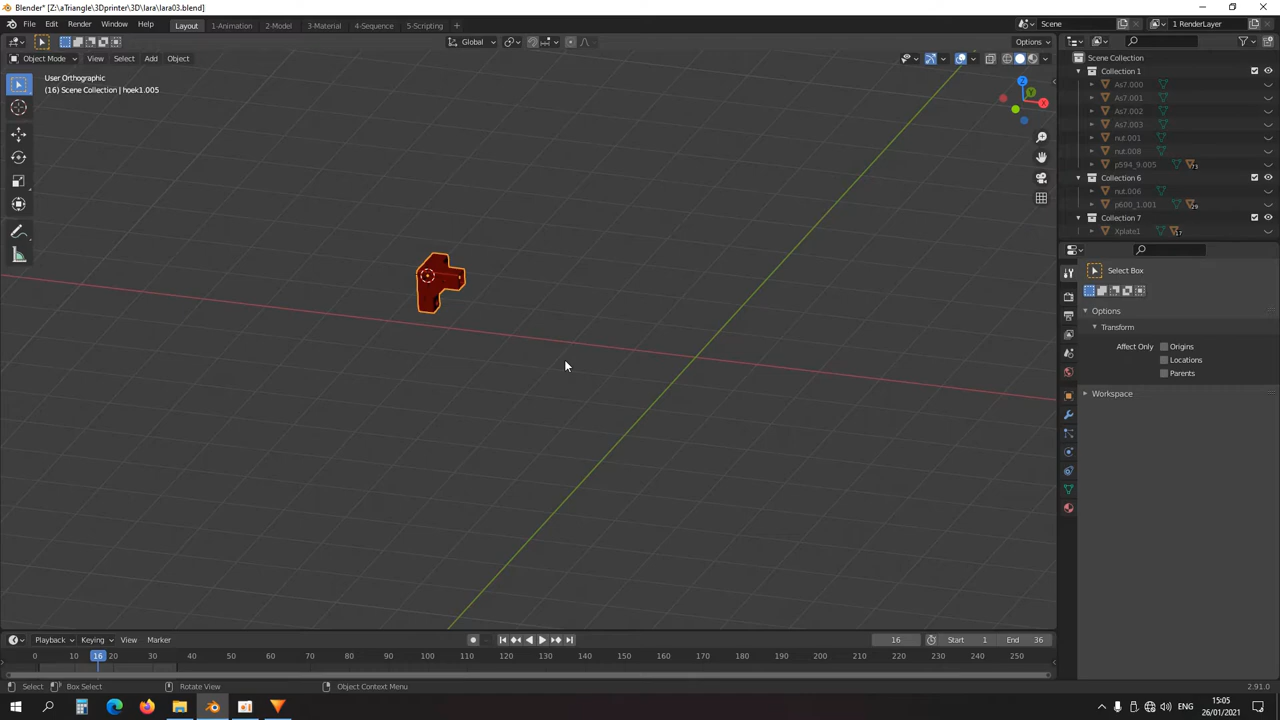 Blender* [Z:\aTriangle\3Dprinter\3D\lara\lara03.blend]
File Edit Render Window Help Layout 1-Animation 2-Model 3-Material 4-Sequence 5-Scripting + Scene 1 RenderLayer
Global Options
Object Mode View Select Add Object
User Orthographic
(16) Scene Collection | hoek1.005
Z
Y
X
Scene Collection
Collection 1
As7.000
As7.001
As7.002
As7.003
nut.001
nut.008
p594_9.005 73
Collection 6
nut.006
p600_1.001 29
Collection 7
Xplate1 17
Select Box
Options
Transform
Affect Only Origins
Locations
Parents
Workspace
Playback Keying View Marker 16 Start 1 End 36
0 10 16 20 30 40 50 60 70 80 90 100 110 120 130 140 150 160 170 180 190 200 210 220 230 240 250
Select Box Select Rotate View Object Context Menu 2.91.0
ENG
15:05
26/01/2021